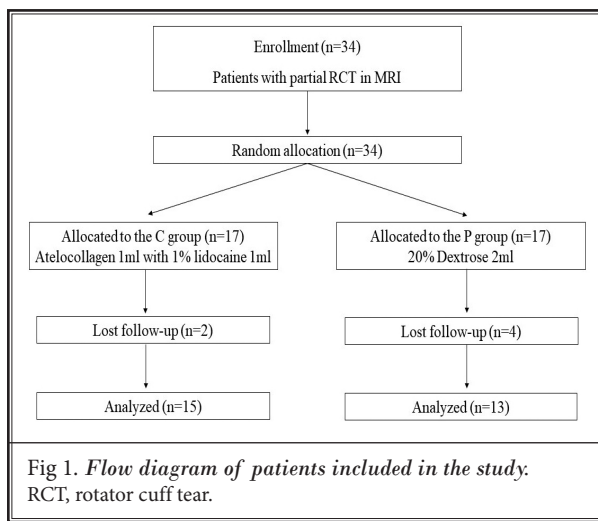 Enrollment (n=34)
Patients with partial RCT in MRI
Random allocation (n=34)
Allocated to the C group (n=17)
Atelocollagen 1ml with 1% lidocaine 1ml
Allocated to the P group (n=17)
20% Dextrose 2ml
Lost follow-up (n=2)
Lost follow-up (n=4)
Analyzed (n=15)
Analyzed (n=13)
Fig 1. Flow diagram of patients included in the study.
RCT, rotator cuff tear.